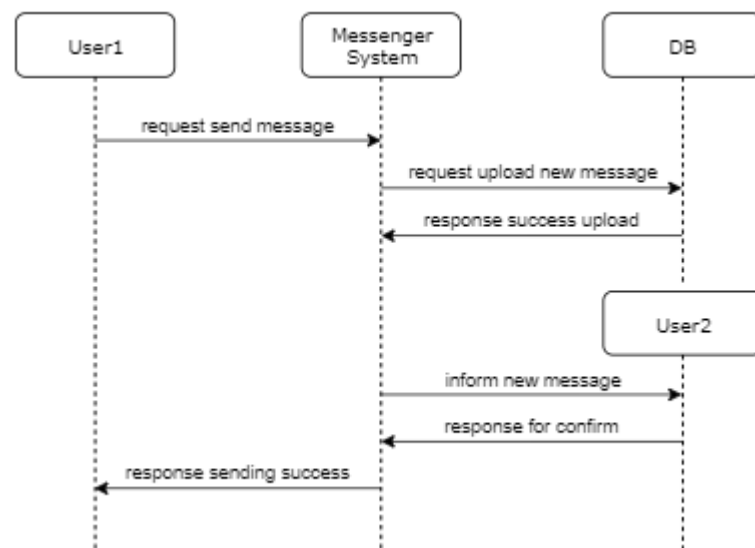 User1
Messenger
System
DB
request send message
request upload new message
response success upload
User2
inform new message
response for confirm
response sending success